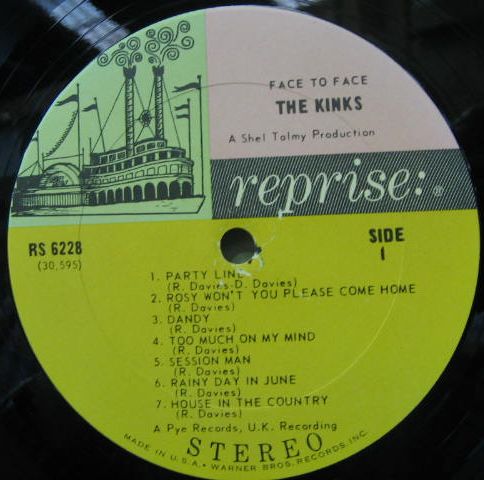 FACE TO FACE
THE KINKS
A Shel Talmy Production
reprise:®
RS 6228
(30,595)
SIDE
1
1. PARTY LINE
(R. Davies-D. Davies)
2. ROSY WON'T YOU PLEASE COME HOME
(R. Davies)
3. DANDY
(R. Davies)
4. TOO MUCH ON MY MIND
(R. Davies)
5. SESSION MAN
(R. Davies)
6. RAINY DAY IN JUNE
(R. Davies)
7. HOUSE IN THE COUNTRY
(R. Davies)
A Pye Records, U.K. Recording
STEREO
MADE IN U.S.A. • WARNER BROS. RECORDS, INC.